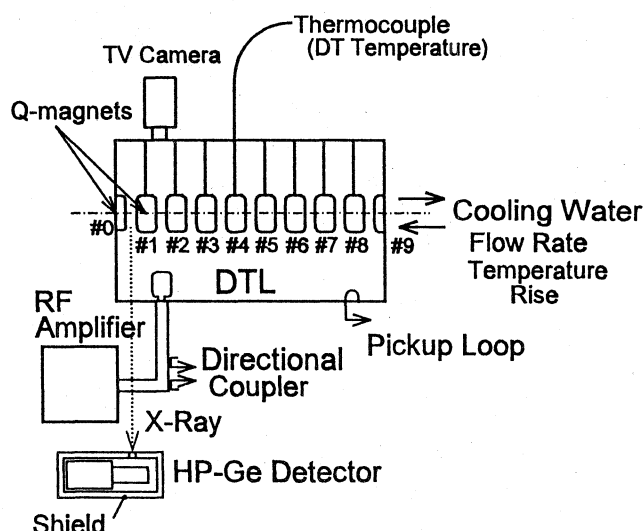 Thermocouple
(DT Temperature)
TV Camera
Q-magnets
#0
#1
#2
#3
#4
#5
#6
#7
#8
#9
Cooling Water
Flow Rate
Temperature
Rise
DTL
RF
Amplifier
Directional
Coupler
Pickup Loop
X-Ray
HP-Ge Detector
Shield